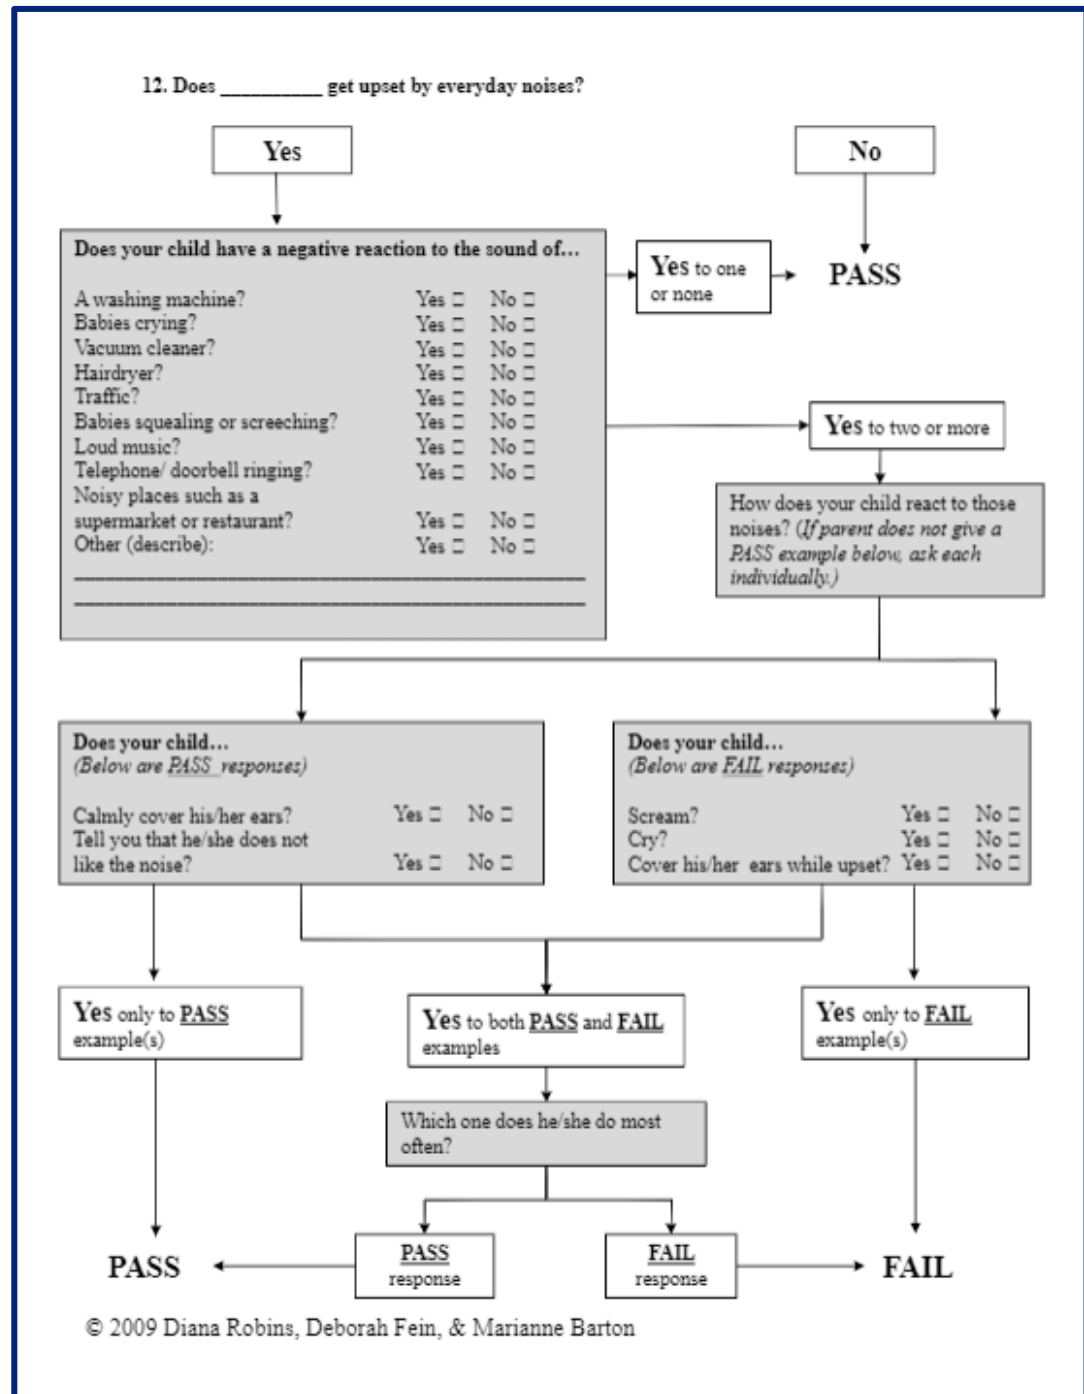 12. Does __________ get upset by everyday noises?
Yes
No
Does your child have a negative reaction to the sound of…
A washing machine? Yes □ No □
Babies crying? Yes □ No □
Vacuum cleaner? Yes □ No □
Hairdryer? Yes □ No □
Traffic? Yes □ No □
Babies squealing or screeching? Yes □ No □
Loud music? Yes □ No □
Telephone/ doorbell ringing? Yes □ No □
Noisy places such as a
supermarket or restaurant? Yes □ No □
Other (describe): Yes □ No □
Yes to one
or none
PASS
Yes to two or more
How does your child react to those
noises? (If parent does not give a
PASS example below, ask each
individually.)
Does your child…
(Below are PASS responses)
Calmly cover his/her ears? Yes □ No □
Tell you that he/she does not
like the noise? Yes □ No □
Does your child…
(Below are FAIL responses)
Scream? Yes □ No □
Cry? Yes □ No □
Cover his/her ears while upset? Yes □ No □
Yes only to PASS
example(s)
Yes to both PASS and FAIL
examples
Yes only to FAIL
example(s)
Which one does he/she do most
often?
PASS
PASS
response
FAIL
response
FAIL
© 2009 Diana Robins, Deborah Fein, & Marianne Barton